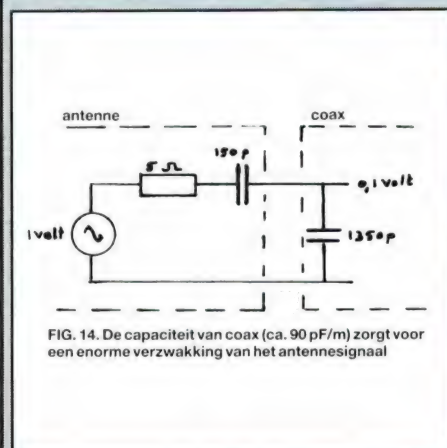 antenne
coax
5 Ω
150 p
0,1 volt
1 volt
1350 p
FIG. 14. De capaciteit van coax (ca. 90 pF/m) zorgt voor
een enorme verzwakking van het antennesignaal